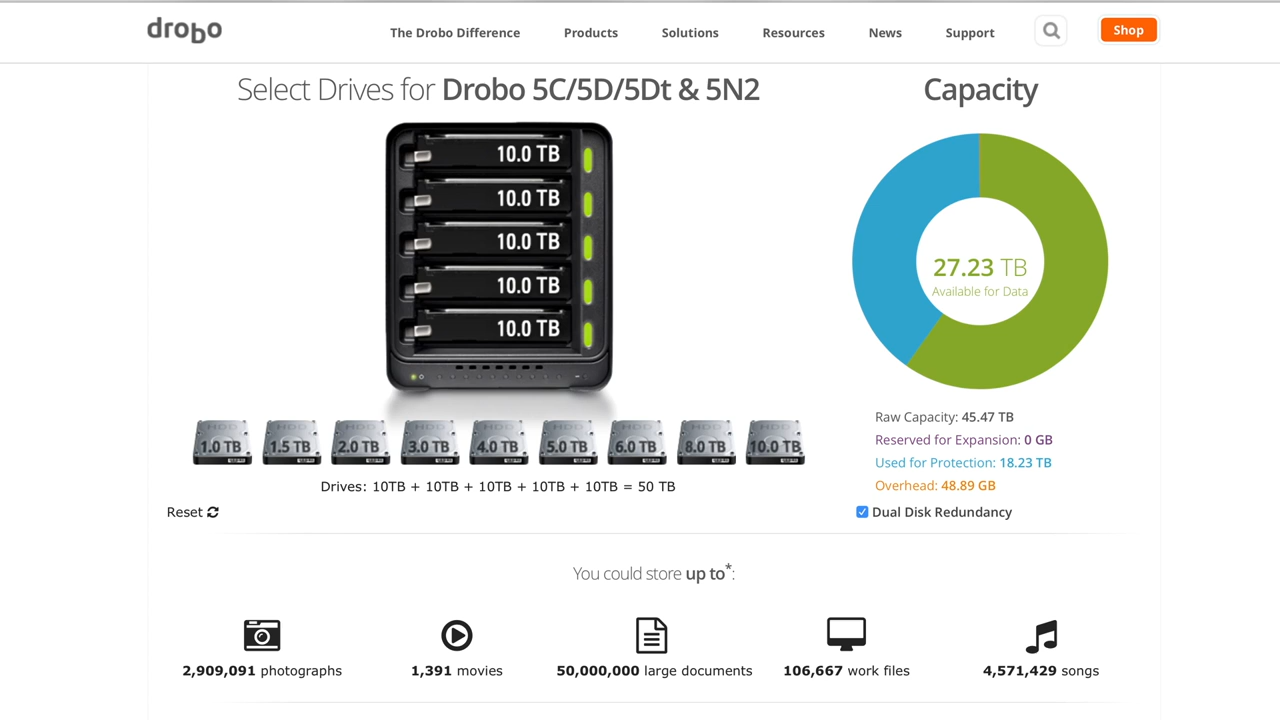 drobo
The Drobo Difference
Products
Solutions
Resources
News
Support
Shop
Select Drives for Drobo 5C/5D/5Dt & 5N2
Capacity
10.0 TB
10.0 TB
10.0 TB
10.0 TB
10.0 TB
27.23 TB
Available for Data
Raw Capacity: 45.47 TB
Reserved for Expansion: 0 GB
Used for Protection: 18.23 TB
Overhead: 48.89 GB
Dual Disk Redundancy
1.0 TB
1.5 TB
2.0 TB
3.0 TB
4.0 TB
5.0 TB
6.0 TB
8.0 TB
10.0 TB
Drives: 10TB + 10TB + 10TB + 10TB + 10TB = 50 TB
Reset
You could store up to*:
2,909,091 photographs
1,391 movies
50,000,000 large documents
106,667 work files
4,571,429 songs